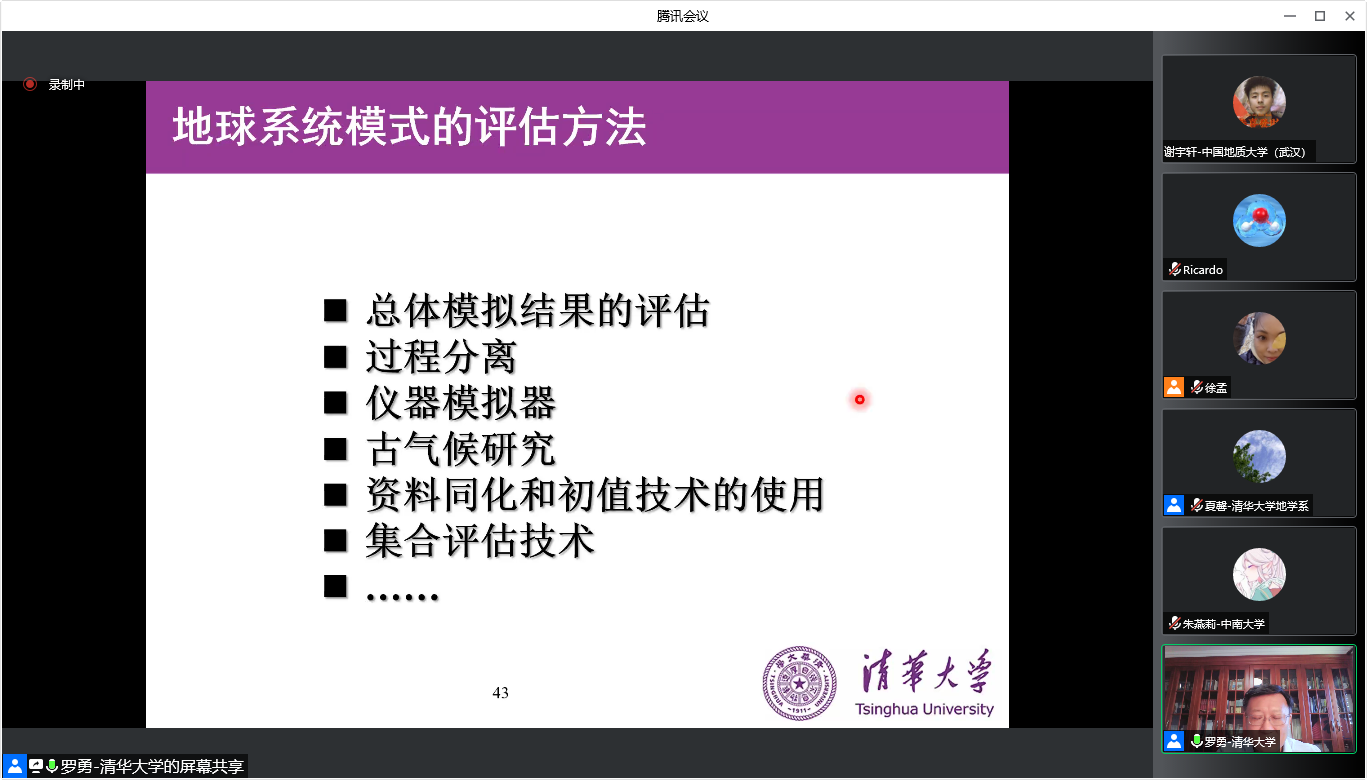 腾讯会议
录制中
地球系统模式的评估方法
■ 总体模拟结果的评估
■ 过程分离
■ 仪器模拟器
■ 古气候研究
■ 资料同化和初值技术的使用
■ 集合评估技术
■ ......
43
清華大学
Tsinghua University
TSINGHUA UNIVERSITY
-1911-
谢宇轩-中国地质大学（武汉）
Ricardo
徐孟
夏馨-清华大学地学系
朱燕莉-中南大学
罗勇-清华大学
罗勇-清华大学的屏幕共享